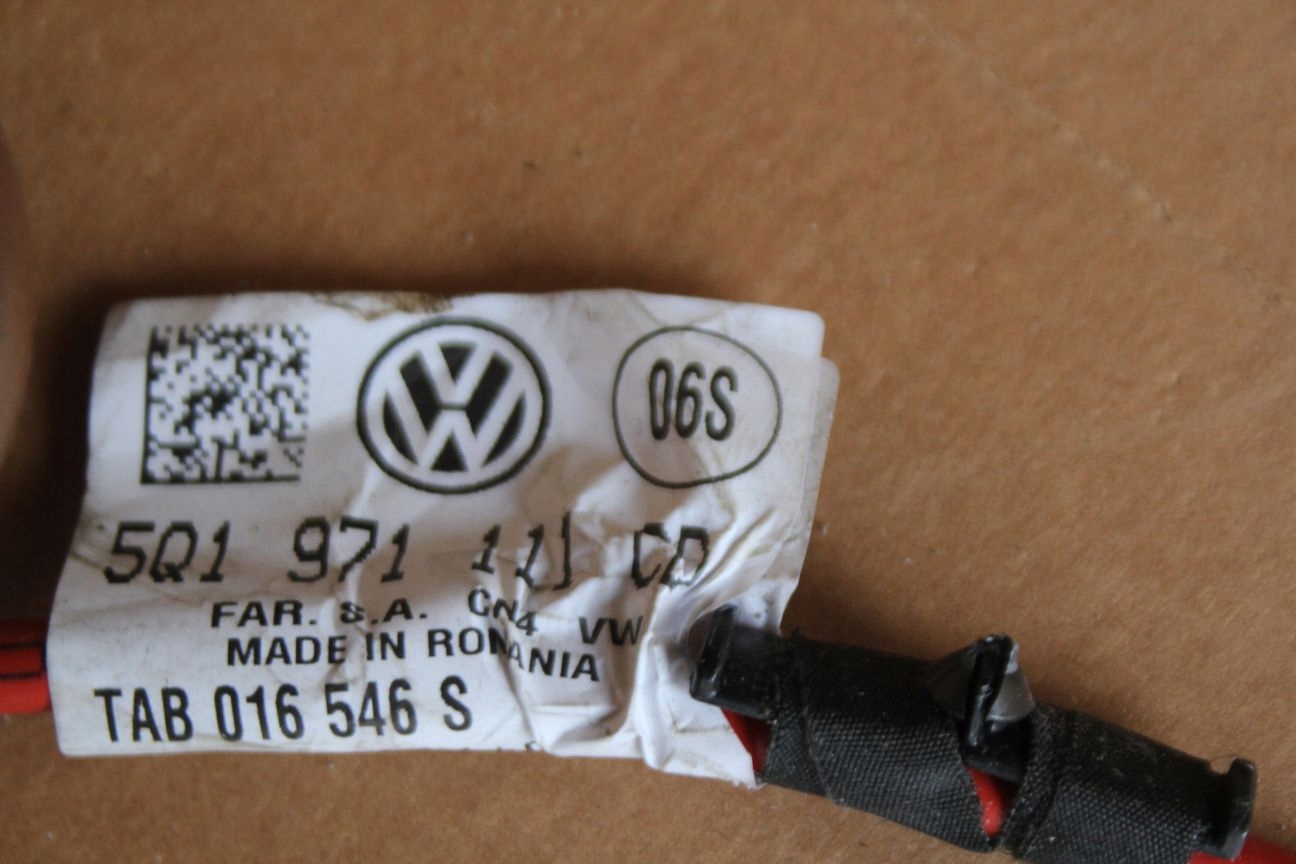 06S
5Q1 971 111 CD
FAR. S.A. CN4 VW
MADE IN ROMANIA
TAB 016 546 S